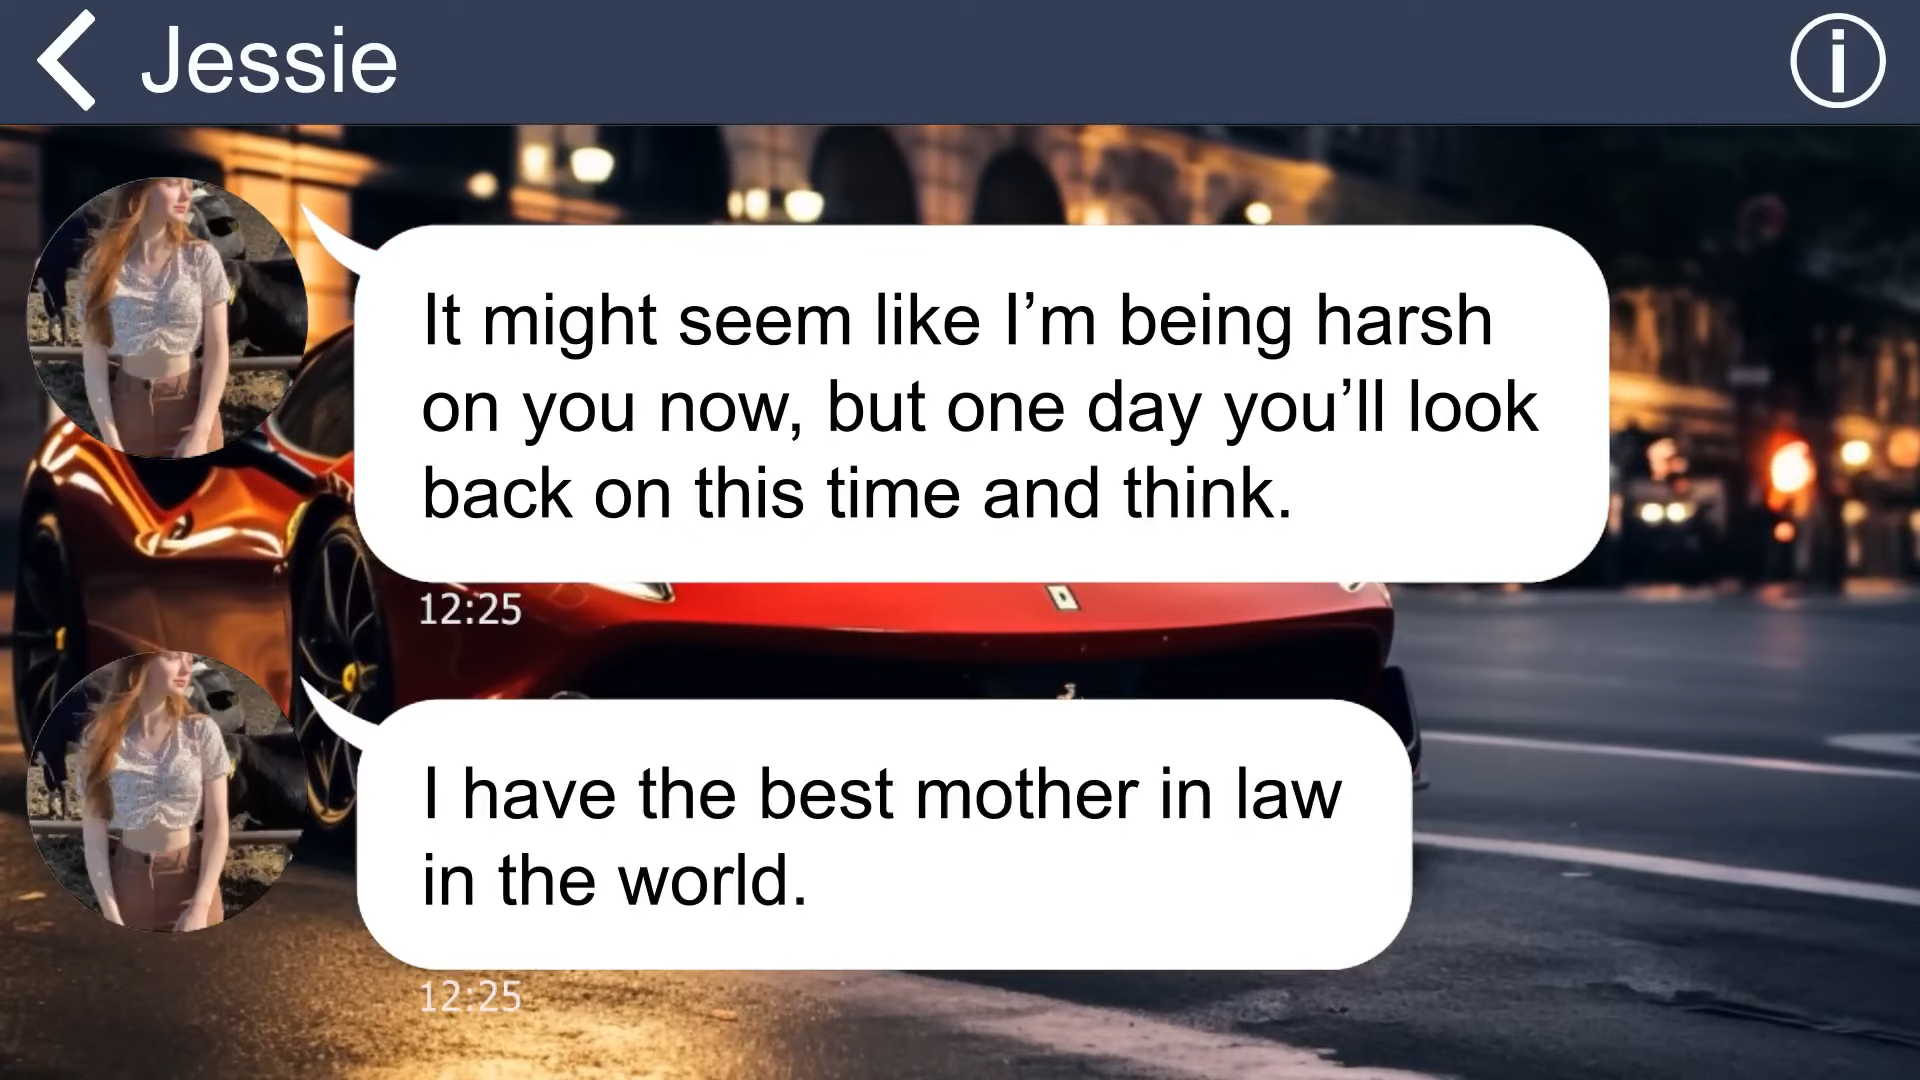 Jessie
It might seem like I’m being harsh
on you now, but one day you’ll look
back on this time and think.
12:25
I have the best mother in law
in the world.
12:25